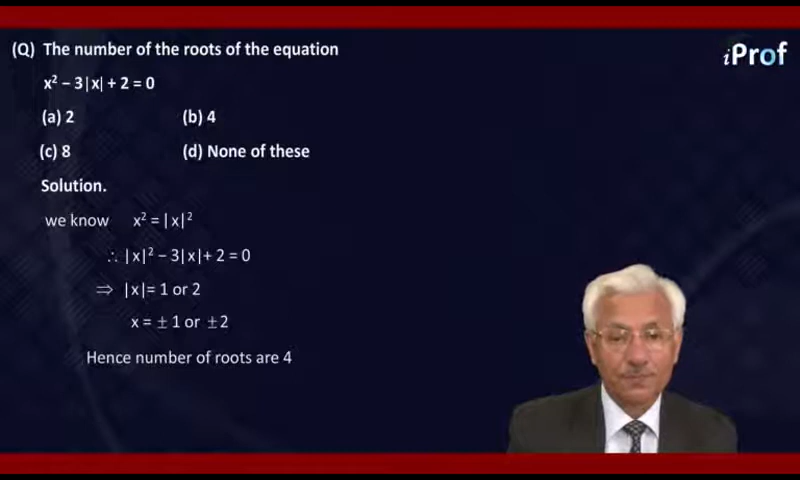 (Q) The number of the roots of the equation
iProf
x² − 3|x| + 2 = 0
(a) 2 (b) 4
(c) 8 (d) None of these
Solution.
we know x² = |x|²
∴ |x|² − 3|x| + 2 = 0
⇒ |x| = 1 or 2
x = ± 1 or ± 2
Hence number of roots are 4